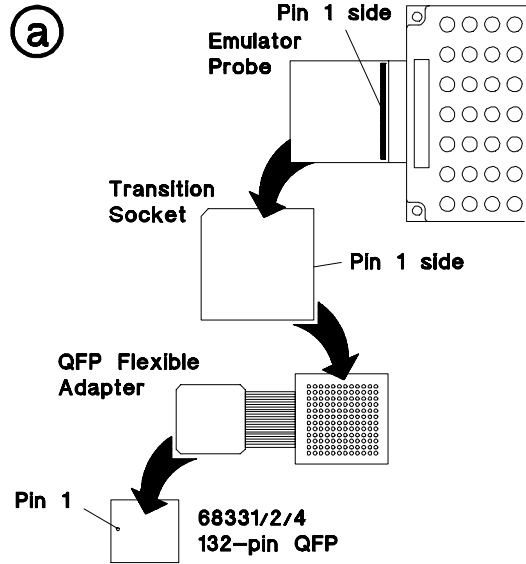 a
Pin 1 side
Emulator
Probe
Transition
Socket
Pin 1 side
QFP Flexible
Adapter
Pin 1
68331/2/4
132-pin QFP